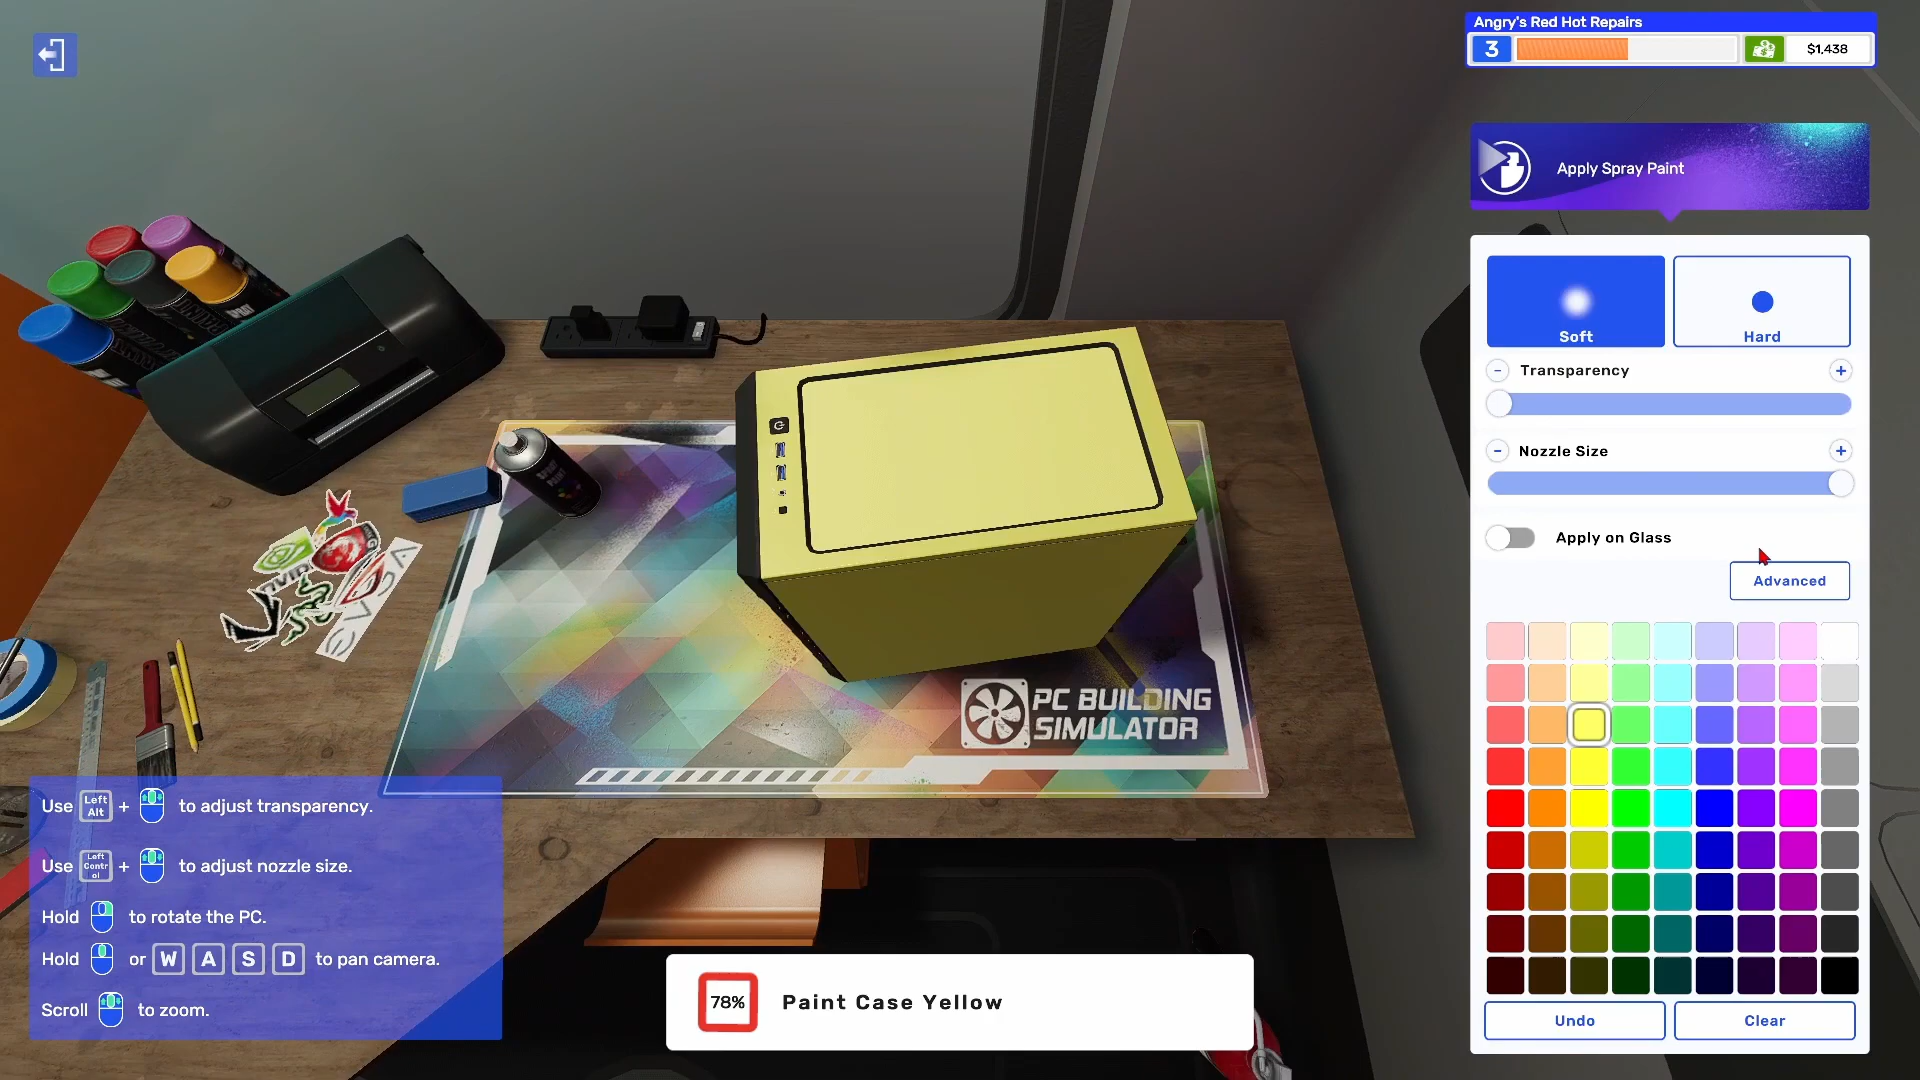 Angry's Red Hot Repairs
3
$1,438
Apply Spray Paint
Soft
Hard
Transparency
Nozzle Size
Apply on Glass
Advanced
PC BUILDING
SIMULATOR
Use Left Alt + to adjust transparency.
Use Left Contr ol + to adjust nozzle size.
Hold to rotate the PC.
Hold or W A S D to pan camera.
Scroll to zoom.
78% Paint Case Yellow
Undo
Clear